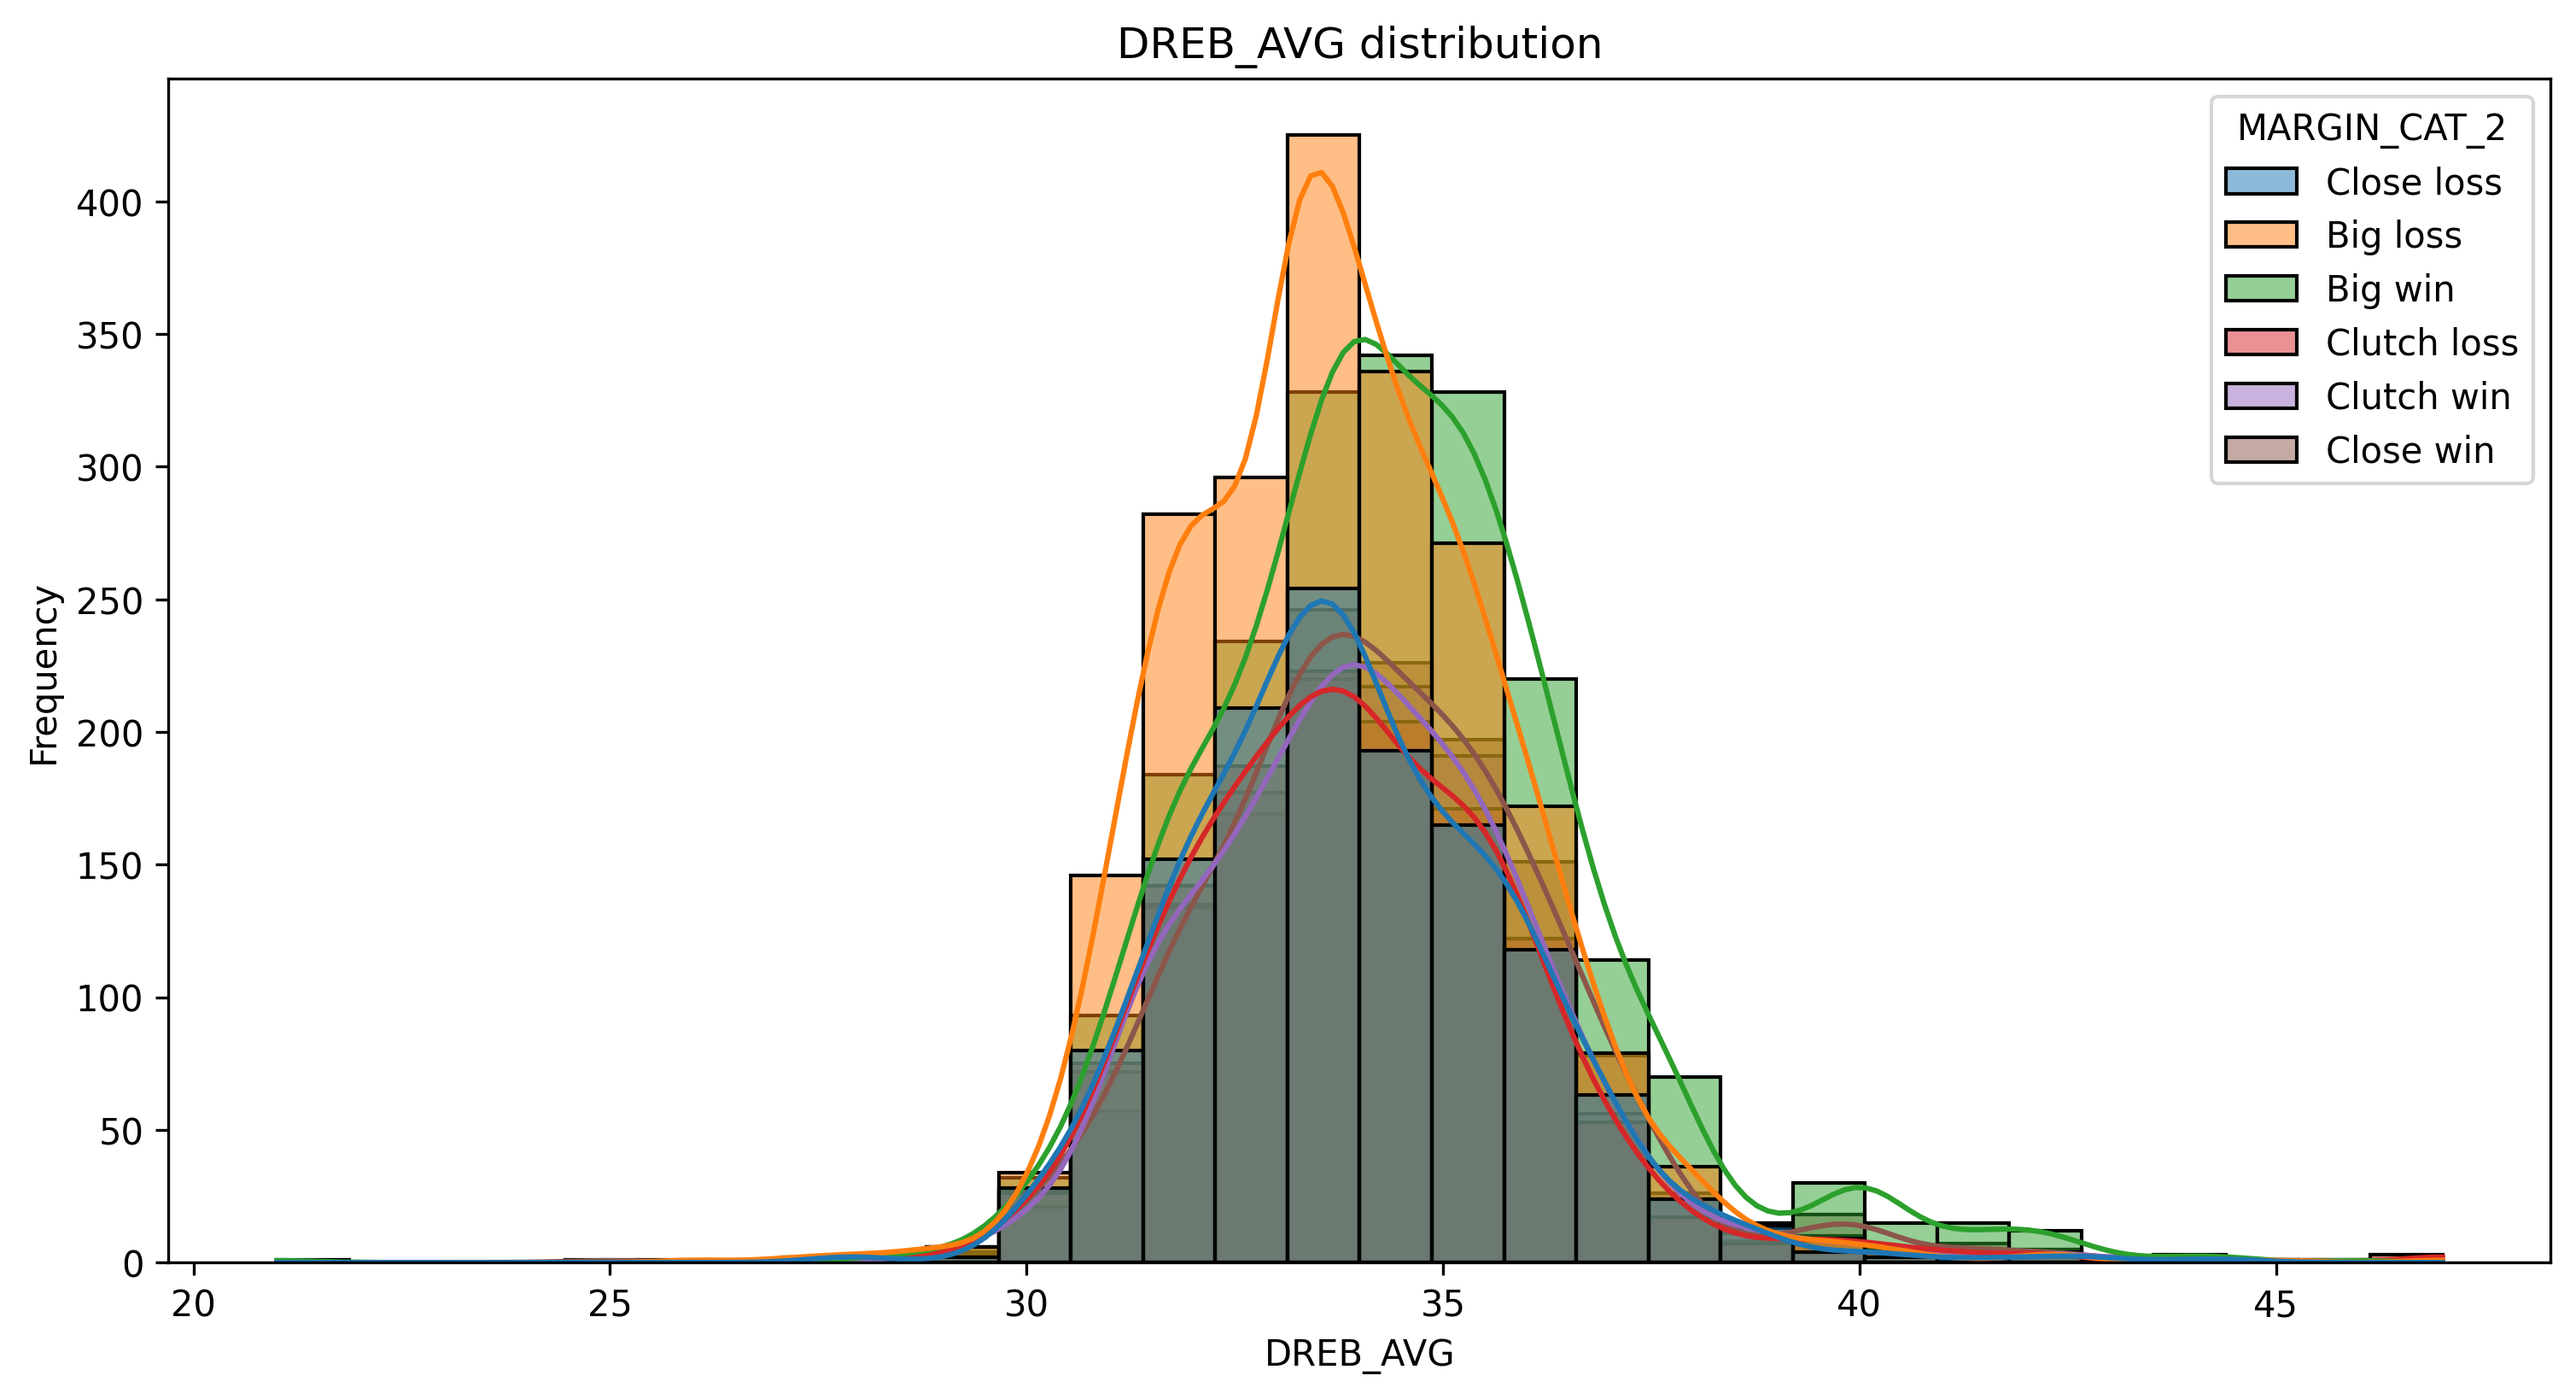 DREB_AVG distribution
MARGIN_CAT_2
Close loss
Big loss
Big win
Clutch loss
Clutch win
Close win
Frequency
400
350
300
250
200
150
100
50
0
20 25 30 35 40 45
DREB_AVG